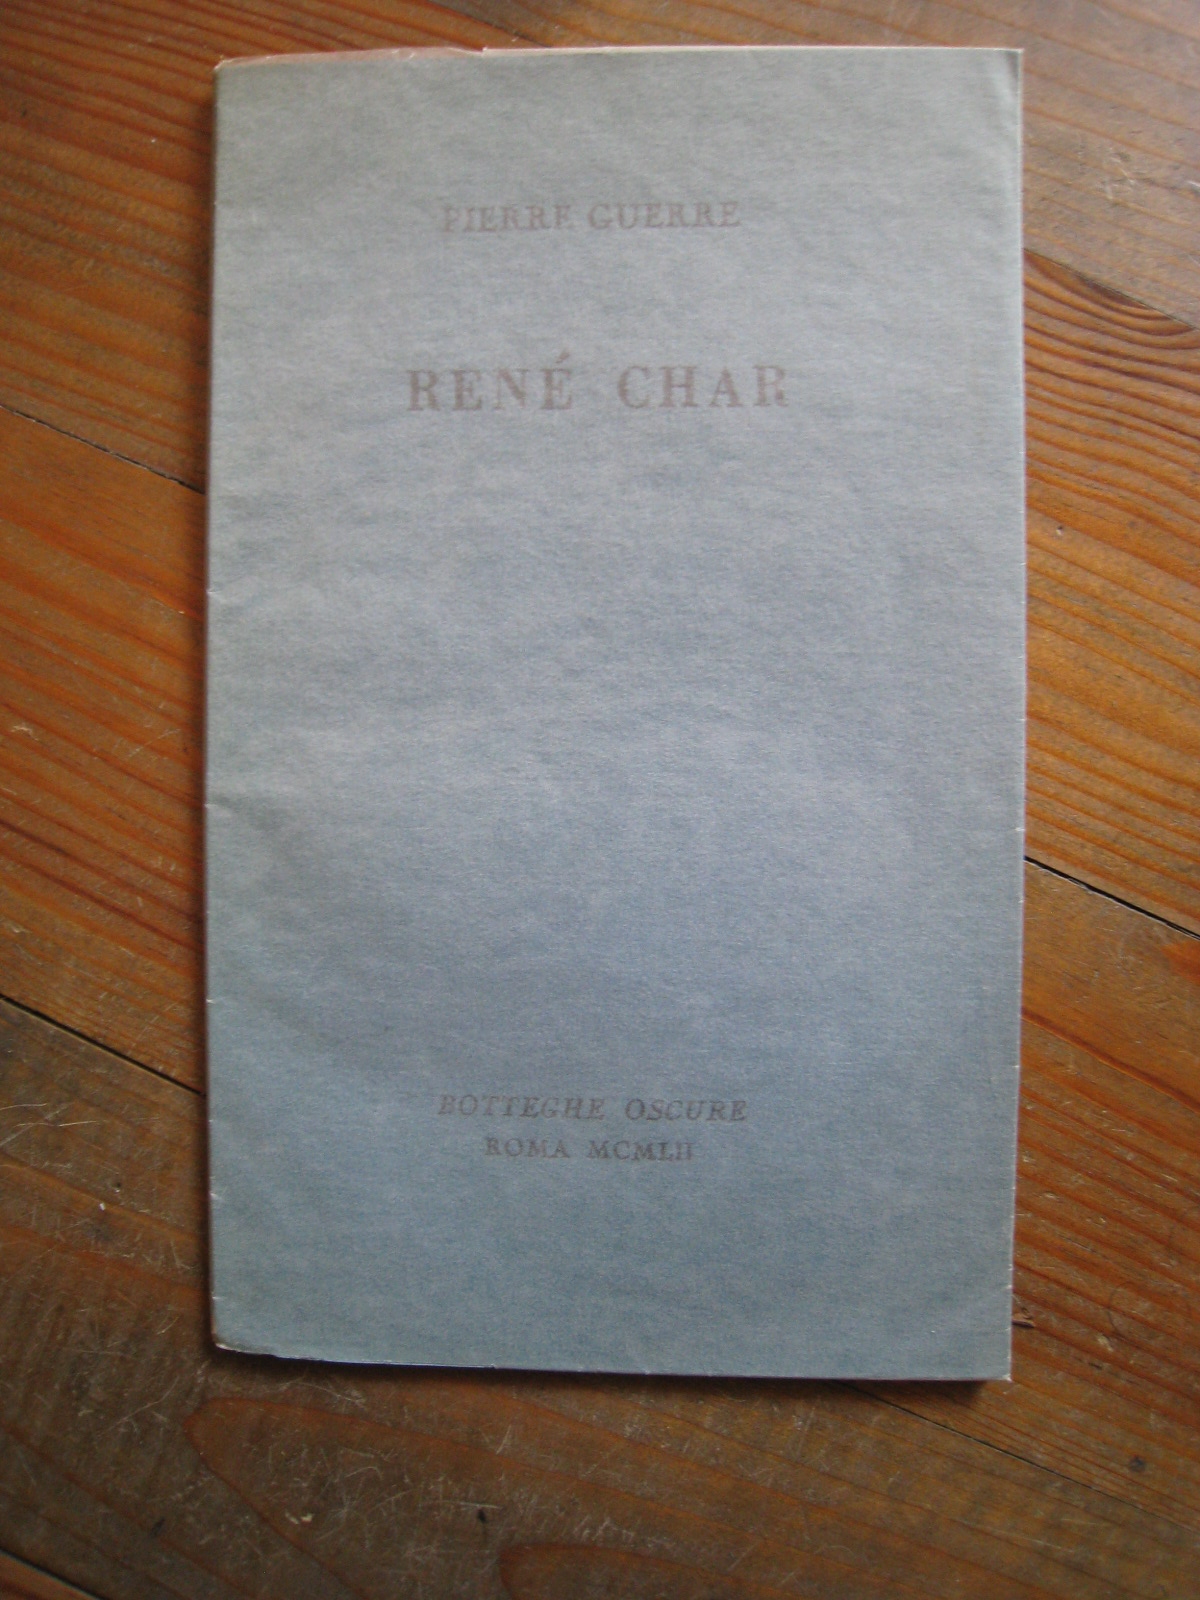 PIERRE GUERRE
RENÉ CHAR
BOTTEGHE OSCURE
ROMA MCMLII